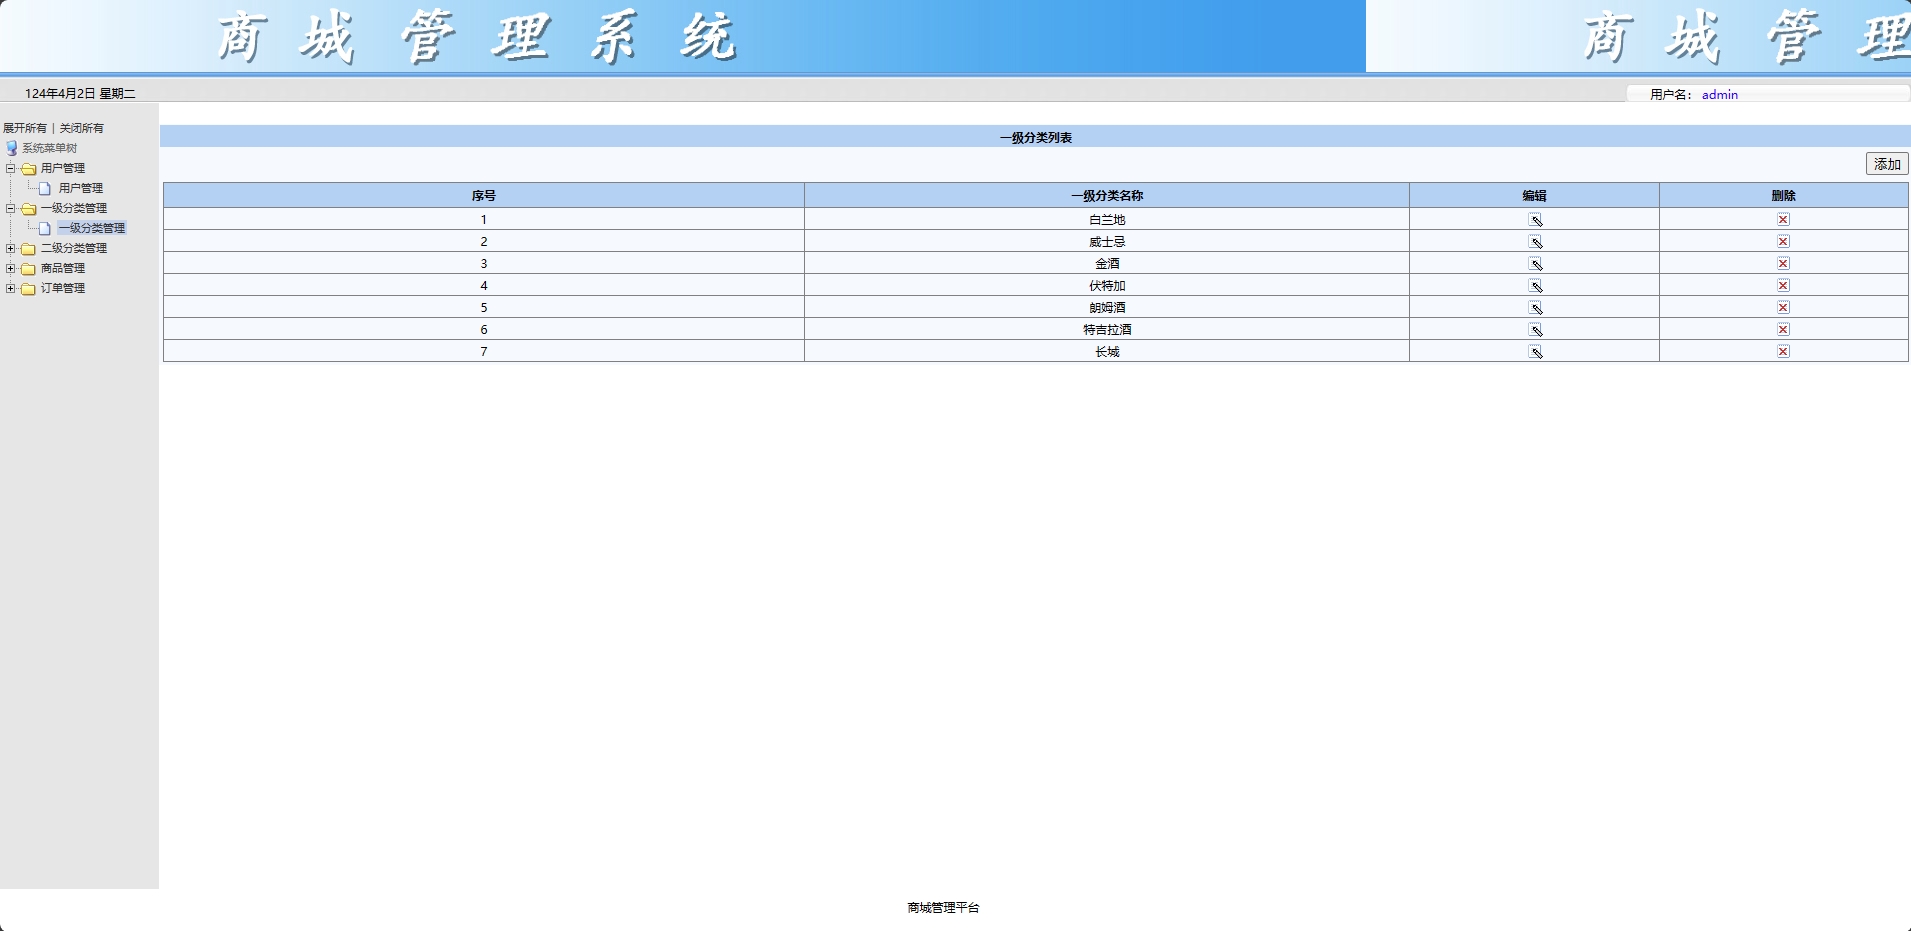 商城管理系统 商城管理
124年4月2日 星期二
用户名： admin
展开所有 | 关闭所有
系统菜单树
用户管理
用户管理
一级分类管理
一级分类管理
二级分类管理
商品管理
订单管理
一级分类列表
添加
序号 一级分类名称 编辑 删除
1 白兰地
2 威士忌
3 金酒
4 伏特加
5 朗姆酒
6 特吉拉酒
7 长城
商城管理平台